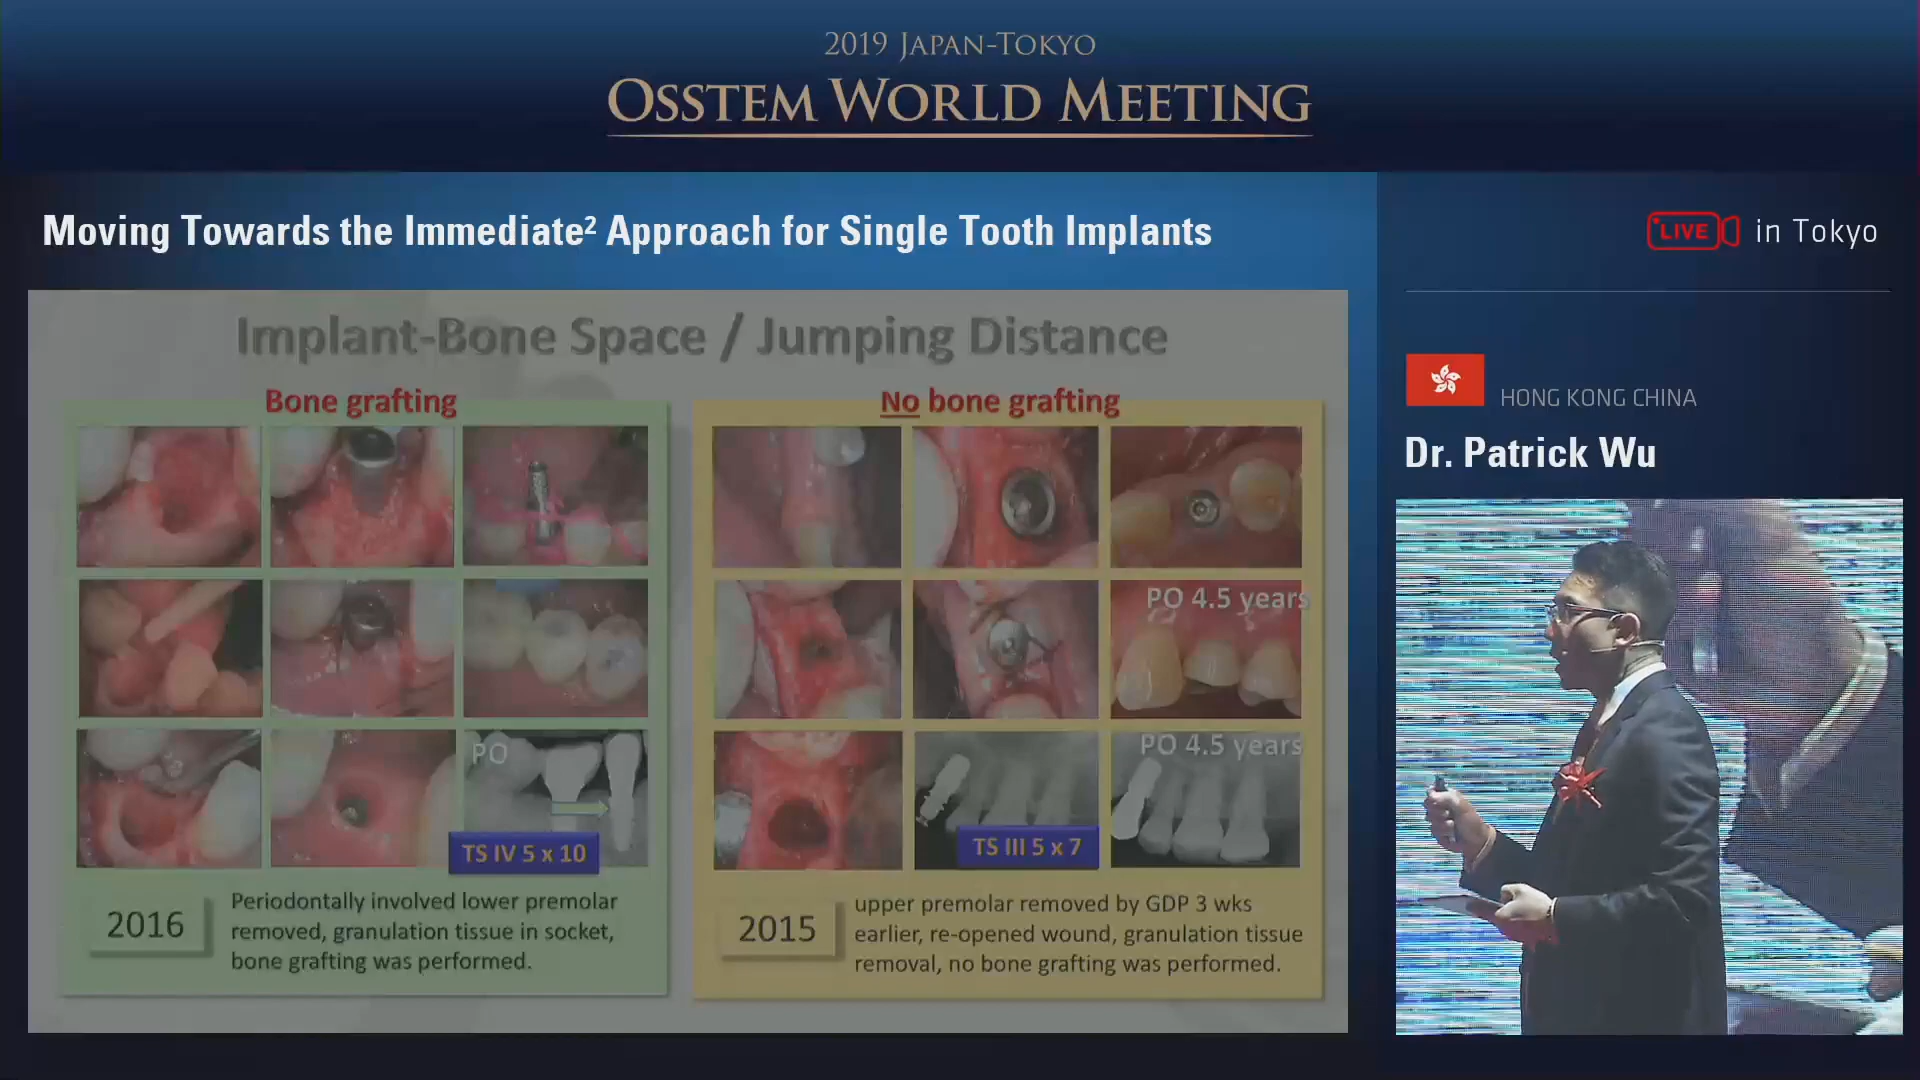 2019 JAPAN-TOKYO
OSSTEM WORLD MEETING
Moving Towards the Immediate² Approach for Single Tooth Implants
LIVE in Tokyo
HONG KONG CHINA
Dr. Patrick Wu
Implant-Bone Space / Jumping Distance
Bone grafting
PO
TS IV 5 x 10
2016
Periodontally involved lower premolar
removed, granulation tissue in socket,
bone grafting was performed.
No bone grafting
PO 4.5 years
PO 4.5 years
TS III 5 x 7
2015
upper premolar removed by GDP 3 wks
earlier, re-opened wound, granulation tissue
removal, no bone grafting was performed.